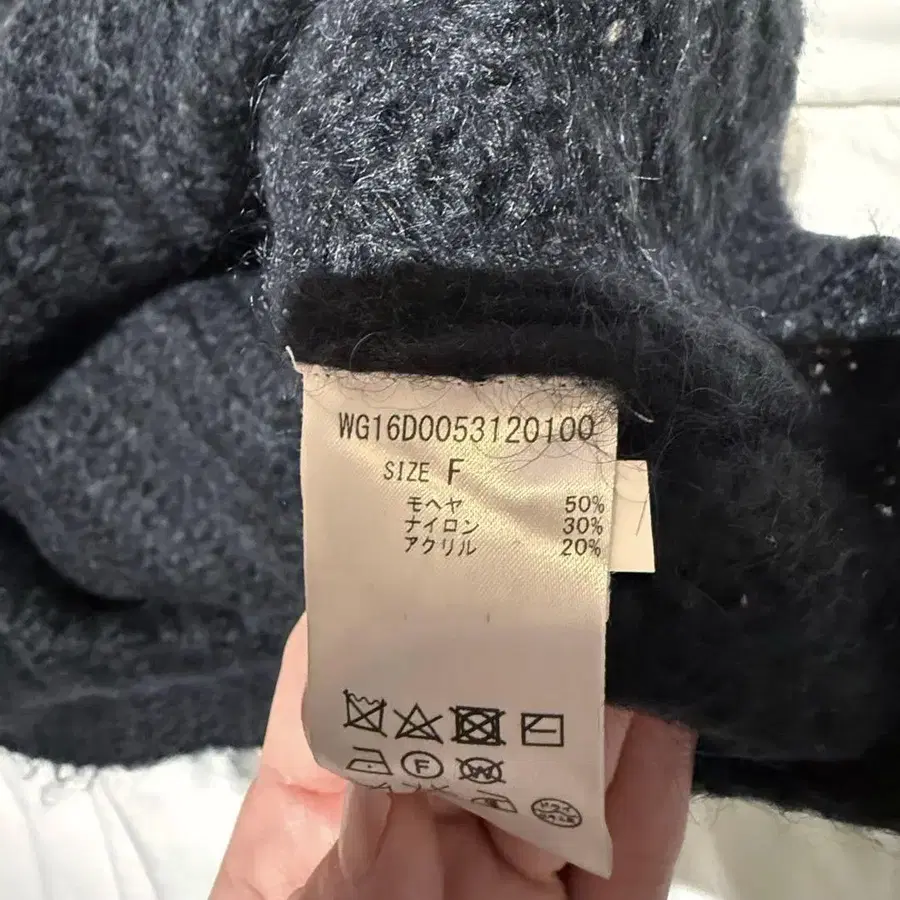 WG16D0053120100
SIZE F
モヘヤ 50%
ナイロン 30%
アクリル 20%
F W